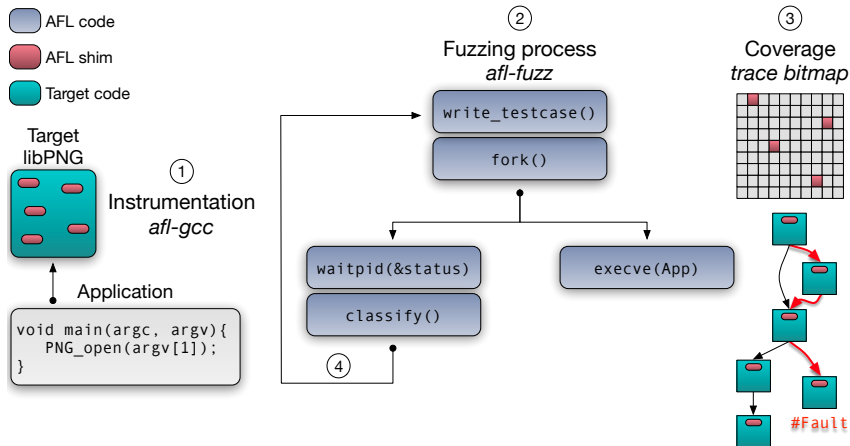 AFL code
AFL shim
Target code
Target
libPNG
1
Instrumentation
afl-gcc
Application
void main(argc, argv){
PNG_open(argv[1]);
}
2
Fuzzing process
afl-fuzz
write_testcase()
fork()
waitpid(&status)
classify()
execve(App)
4
3
Coverage
trace bitmap
#Fault